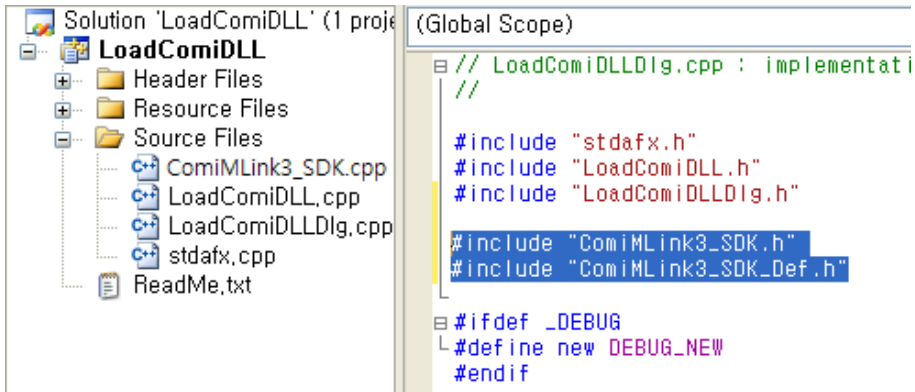 Solution 'LoadComiDLL' (1 proje
LoadComiDLL
Header Files
Resource Files
Source Files
ComiMLink3_SDK.cpp
LoadComiDLL.cpp
LoadComiDLLDlg.cpp
stdafx.cpp
ReadMe.txt
(Global Scope)
// LoadComiDLLDlg.cpp : implementati
//
#include "stdafx.h"
#include "LoadComiDLL.h"
#include "LoadComiDLLDlg.h"
#include "ComiMLink3_SDK.h"
#include "ComiMLink3_SDK_Def.h"
#ifdef _DEBUG
#define new DEBUG_NEW
#endif